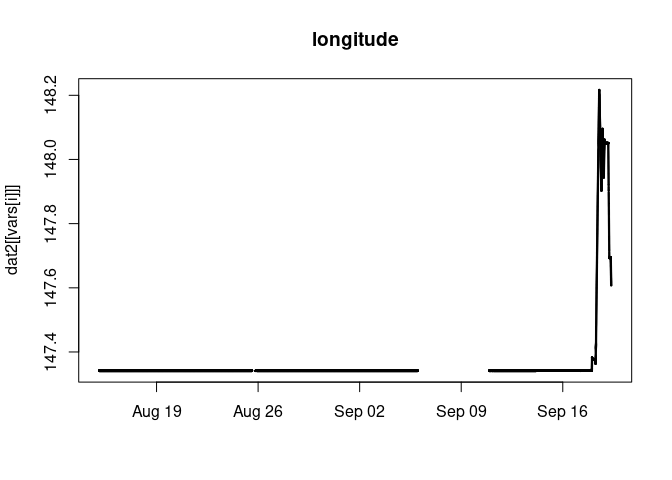 longitude
dat2[[vars[i]]]
148.2
148.0
147.8
147.6
147.4
Aug 19
Aug 26
Sep 02
Sep 09
Sep 16